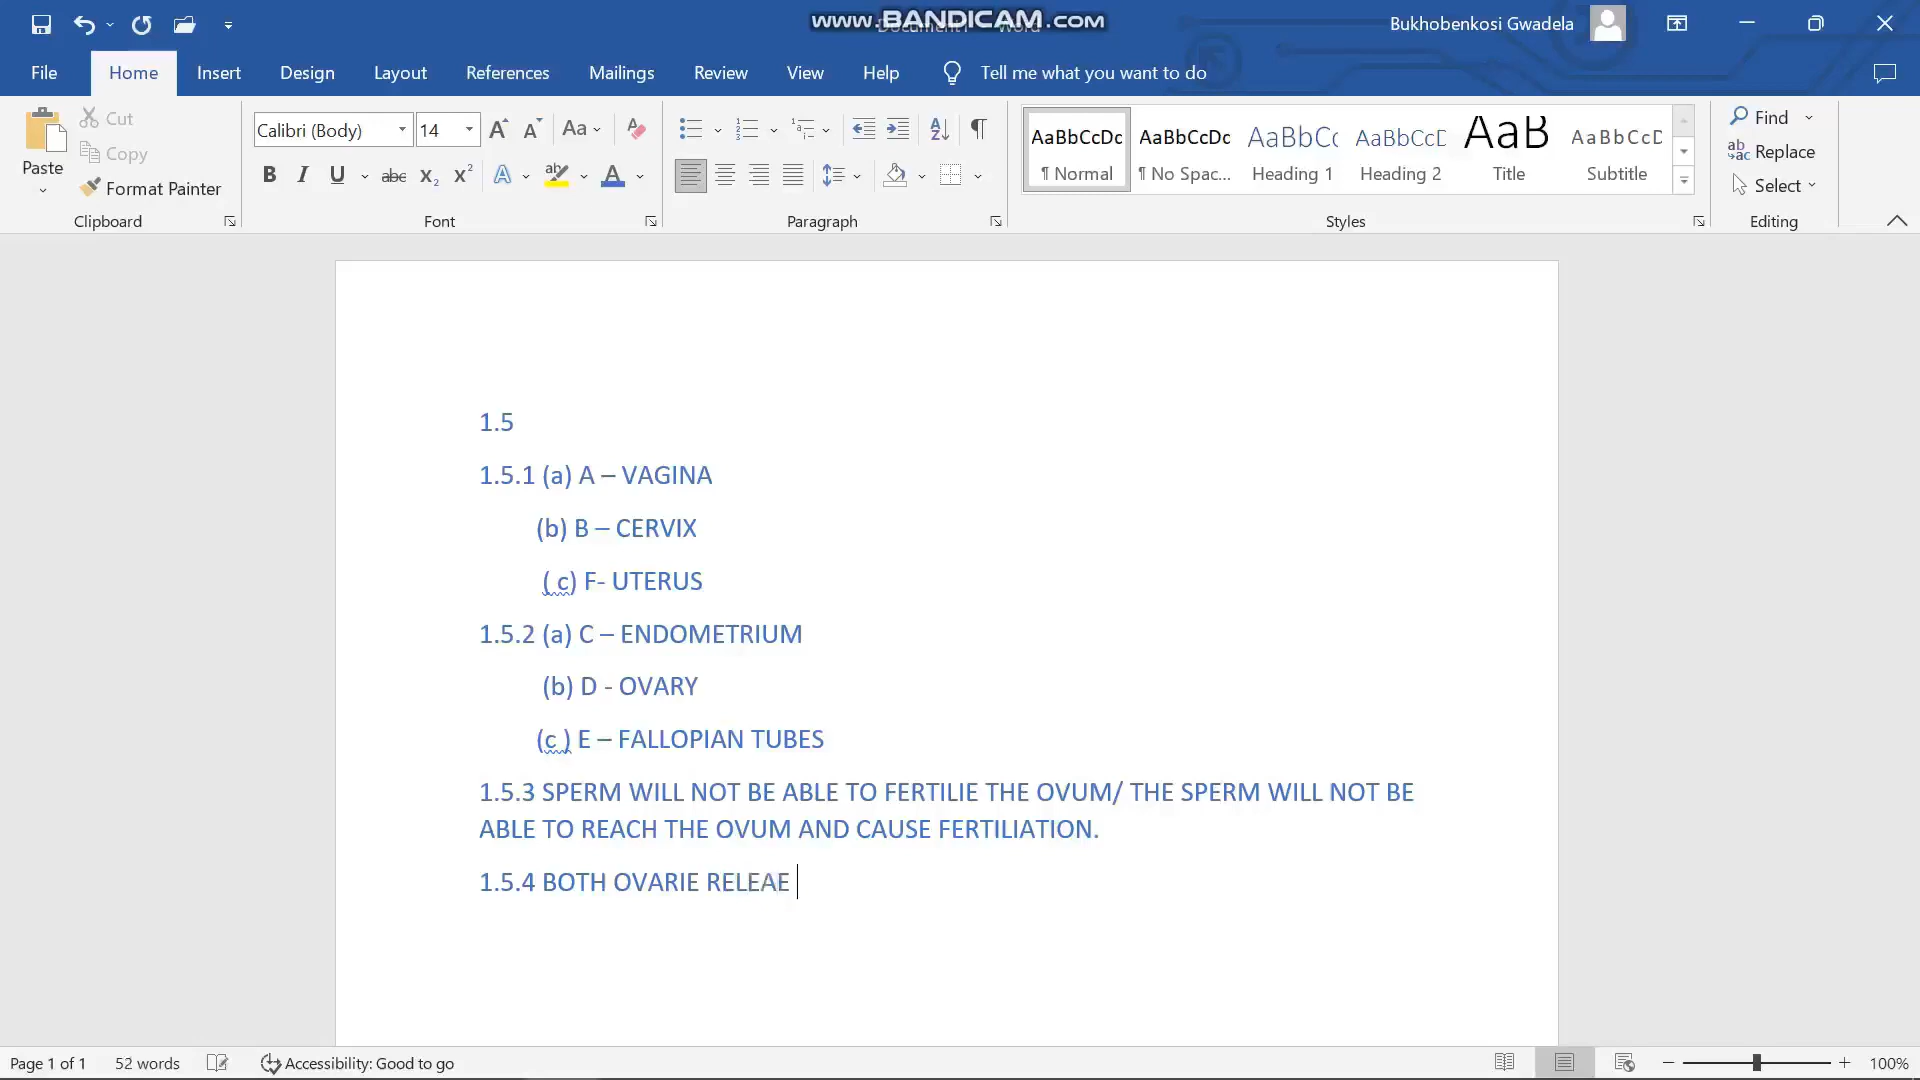 www.BANDICAM.com
Bukhobenkosi Gwadela
File Home Insert Design Layout References Mailings Review View Help Tell me what you want to do
Paste
Cut
Copy
Format Painter
Clipboard
Calibri (Body) 14
Font
Paragraph
AaBbCcDc AaBbCcDc AaBbCc AaBbCcD AaB AaBbCcD
¶ Normal ¶ No Spac... Heading 1 Heading 2 Title Subtitle
Styles
Find
Replace
Select
Editing
1.5
1.5.1 (a) A – VAGINA
(b) B – CERVIX
( c) F- UTERUS
1.5.2 (a) C – ENDOMETRIUM
(b) D - OVARY
(c ) E – FALLOPIAN TUBES
1.5.3 SPERM WILL NOT BE ABLE TO FERTILIE THE OVUM/ THE SPERM WILL NOT BE
ABLE TO REACH THE OVUM AND CAUSE FERTILIATION.
1.5.4 BOTH OVARIE RELEAE
Page 1 of 1 52 words Accessibility: Good to go 100%